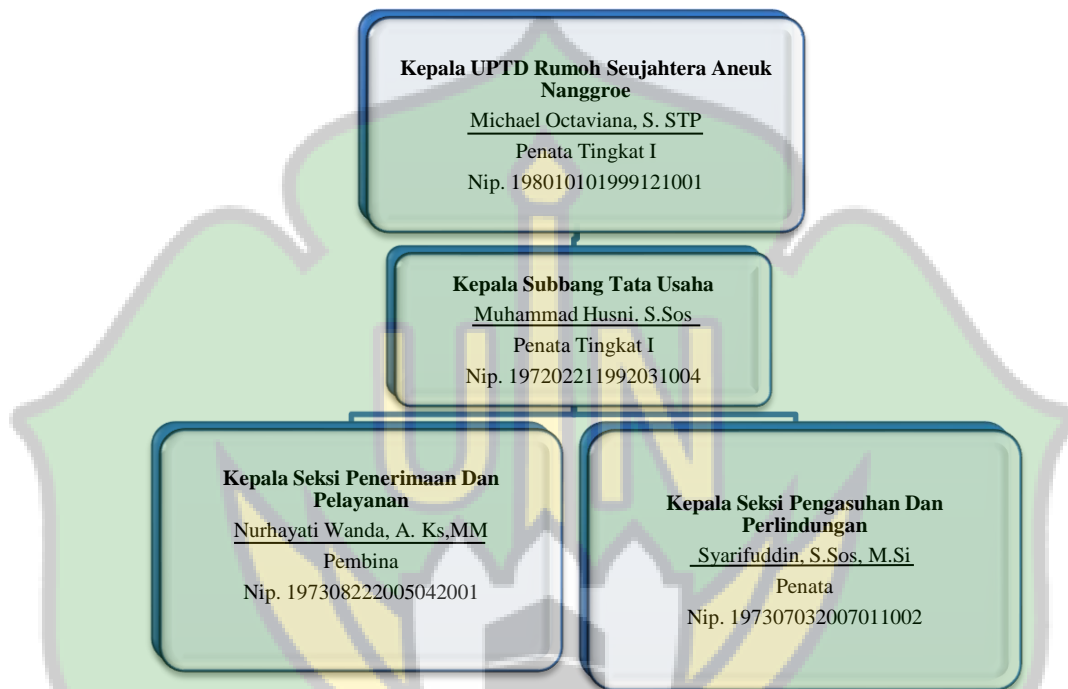 Kepala UPTD Rumoh Seujahtera Aneuk
Nanggroe
Michael Octaviana, S. STP
Penata Tingkat I
Nip. 198010101999121001
Kepala Subbang Tata Usaha
Muhammad Husni. S.Sos
Penata Tingkat I
Nip. 197202211992031004
Kepala Seksi Penerimaan Dan
Pelayanan
Nurhayati Wanda, A. Ks,MM
Pembina
Nip. 197308222005042001
Kepala Seksi Pengasuhan Dan
Perlindungan
Syarifuddin, S.Sos, M.Si
Penata
Nip. 197307032007011002
UIN